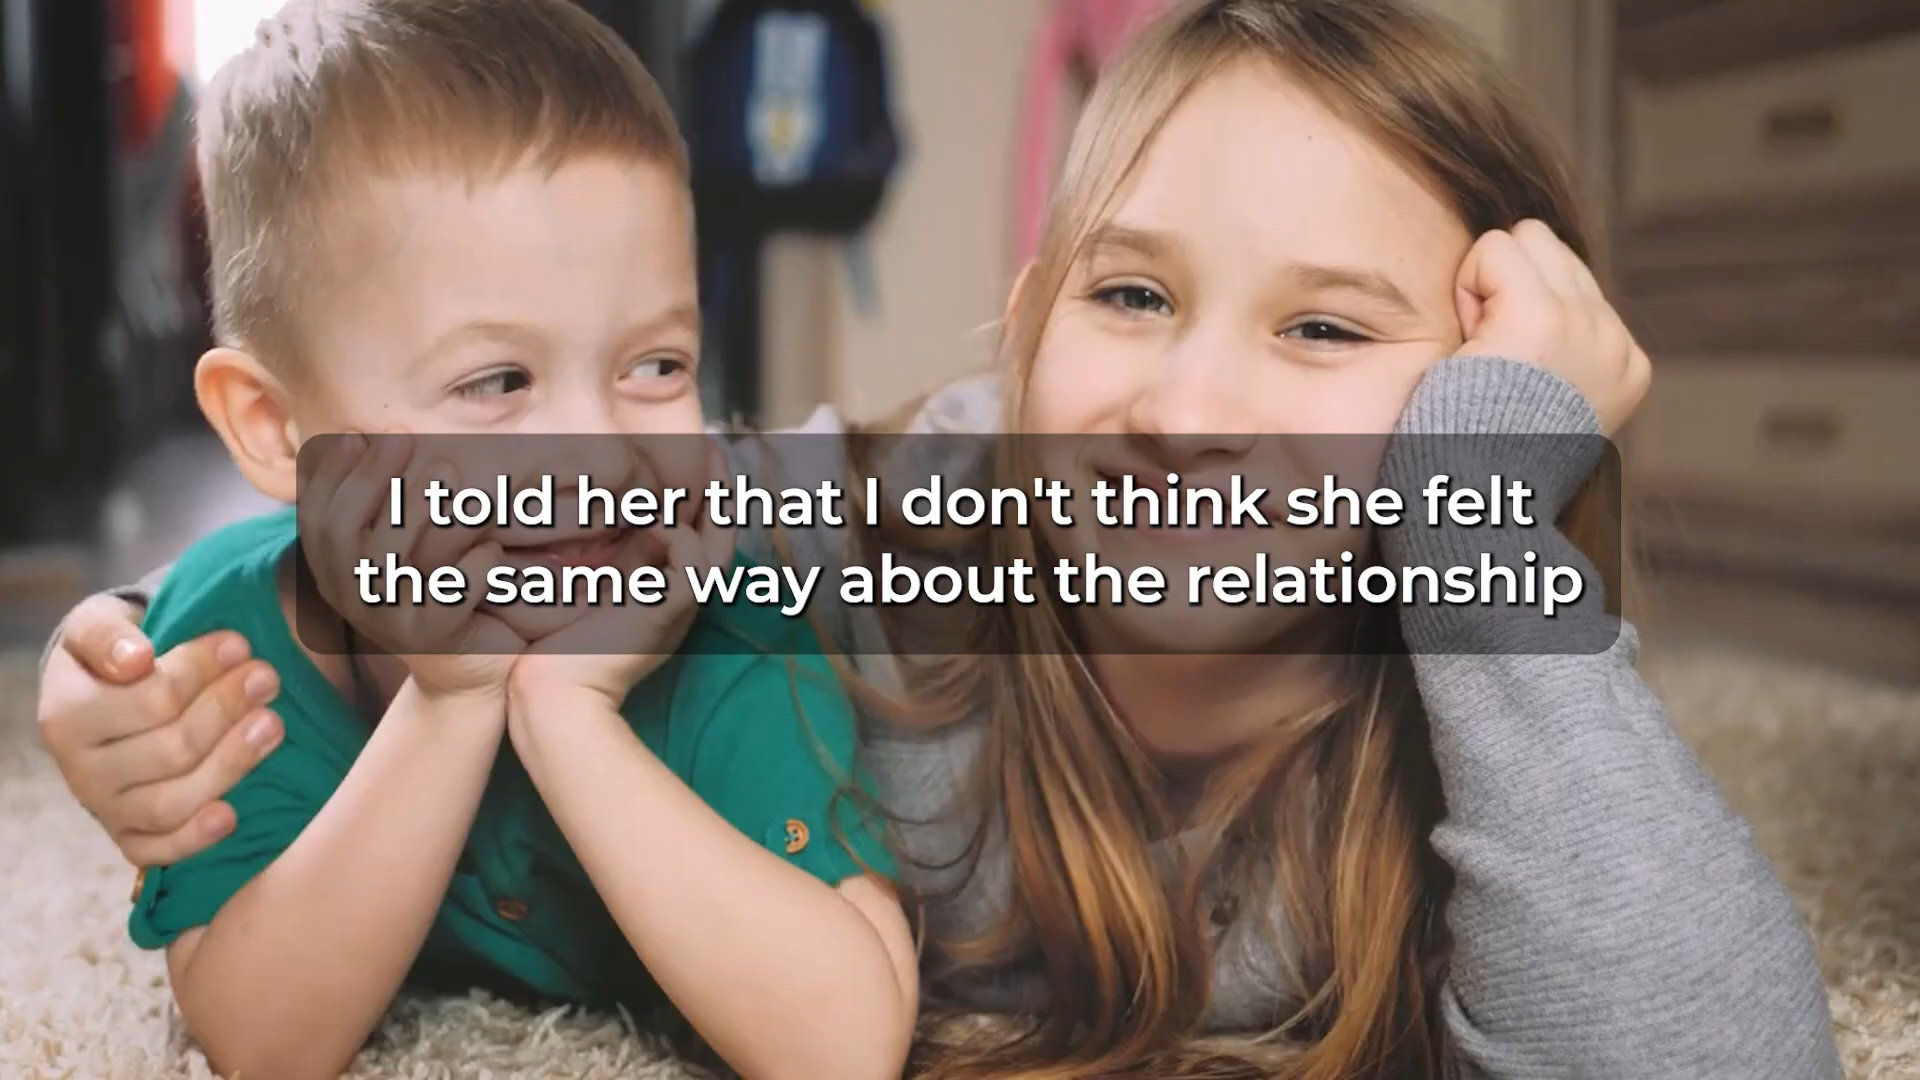 I told her that I don't think she felt
the same way about the relationship